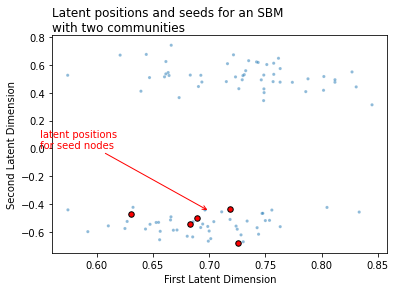 Latent positions and seeds for an SBM
with two communities
0.8
0.6
0.4
0.2
0.0
−0.2
−0.4
−0.6
Second Latent Dimension
latent positions
for seed nodes
0.60
0.65
0.70
0.75
0.80
0.85
First Latent Dimension